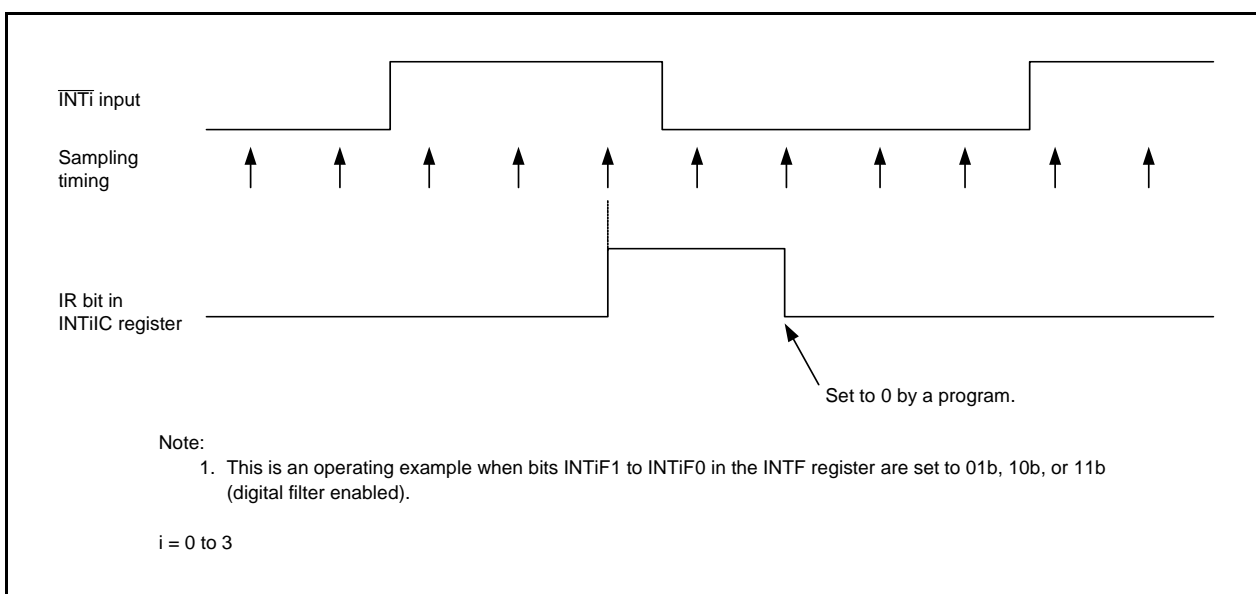 I̅N̅T̅i̅ input
Sampling
timing
IR bit in
INTiIC register
Set to 0 by a program.
Note:
1. This is an operating example when bits INTiF1 to INTiF0 in the INTF register are set to 01b, 10b, or 11b
(digital filter enabled).
i = 0 to 3